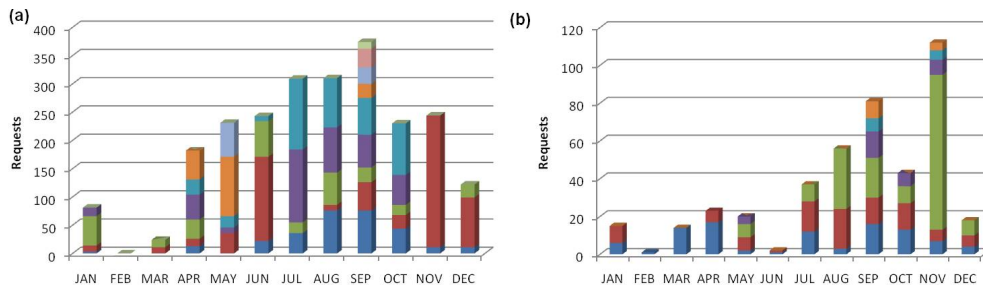 (a)
400
350
300
250
200
150
100
50
0
Requests
JAN FEB MAR APR MAY JUN JUL AUG SEP OCT NOV DEC
(b)
120
100
80
60
40
20
0
Requests
JAN FEB MAR APR MAY JUN JUL AUG SEP OCT NOV DEC